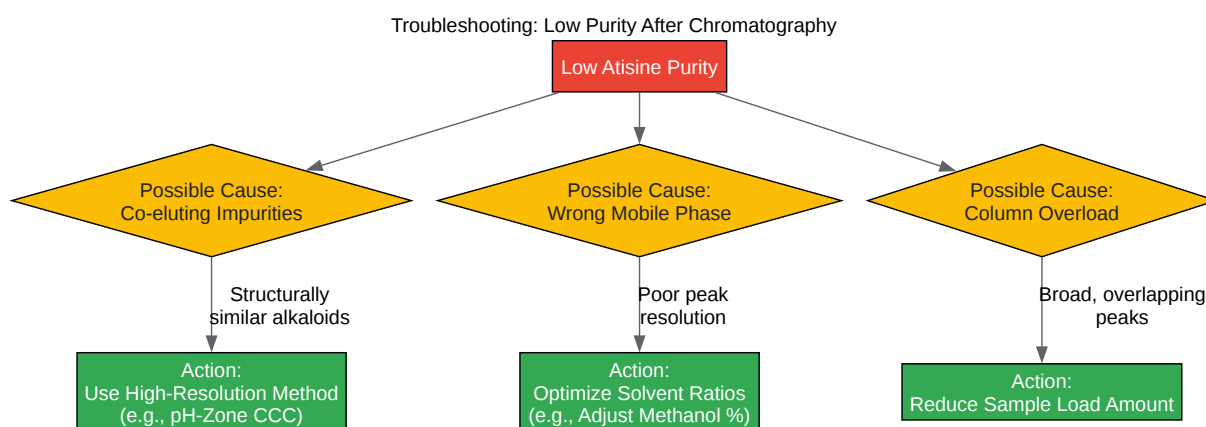 Troubleshooting: Low Purity After Chromatography
Low Atisine Purity
Possible Cause:
Co-eluting Impurities
Possible Cause:
Wrong Mobile Phase
Possible Cause:
Column Overload
Structurally
similar alkaloids
Poor peak
resolution
Broad, overlapping
peaks
Action:
Use High-Resolution Method
(e.g., pH-Zone CCC)
Action:
Optimize Solvent Ratios
(e.g., Adjust Methanol %)
Action:
Reduce Sample Load Amount